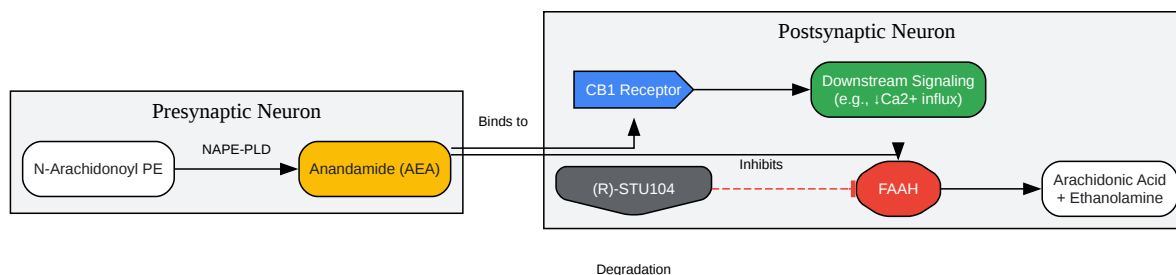 Postsynaptic Neuron
CB1 Receptor
Downstream Signaling
(e.g., ↓Ca2+ influx)
Presynaptic Neuron
Binds to
N-Arachidonoyl PE
NAPE-PLD
Anandamide (AEA)
Inhibits
(R)-STU104
FAAH
Arachidonic Acid
+ Ethanolamine
Degradation